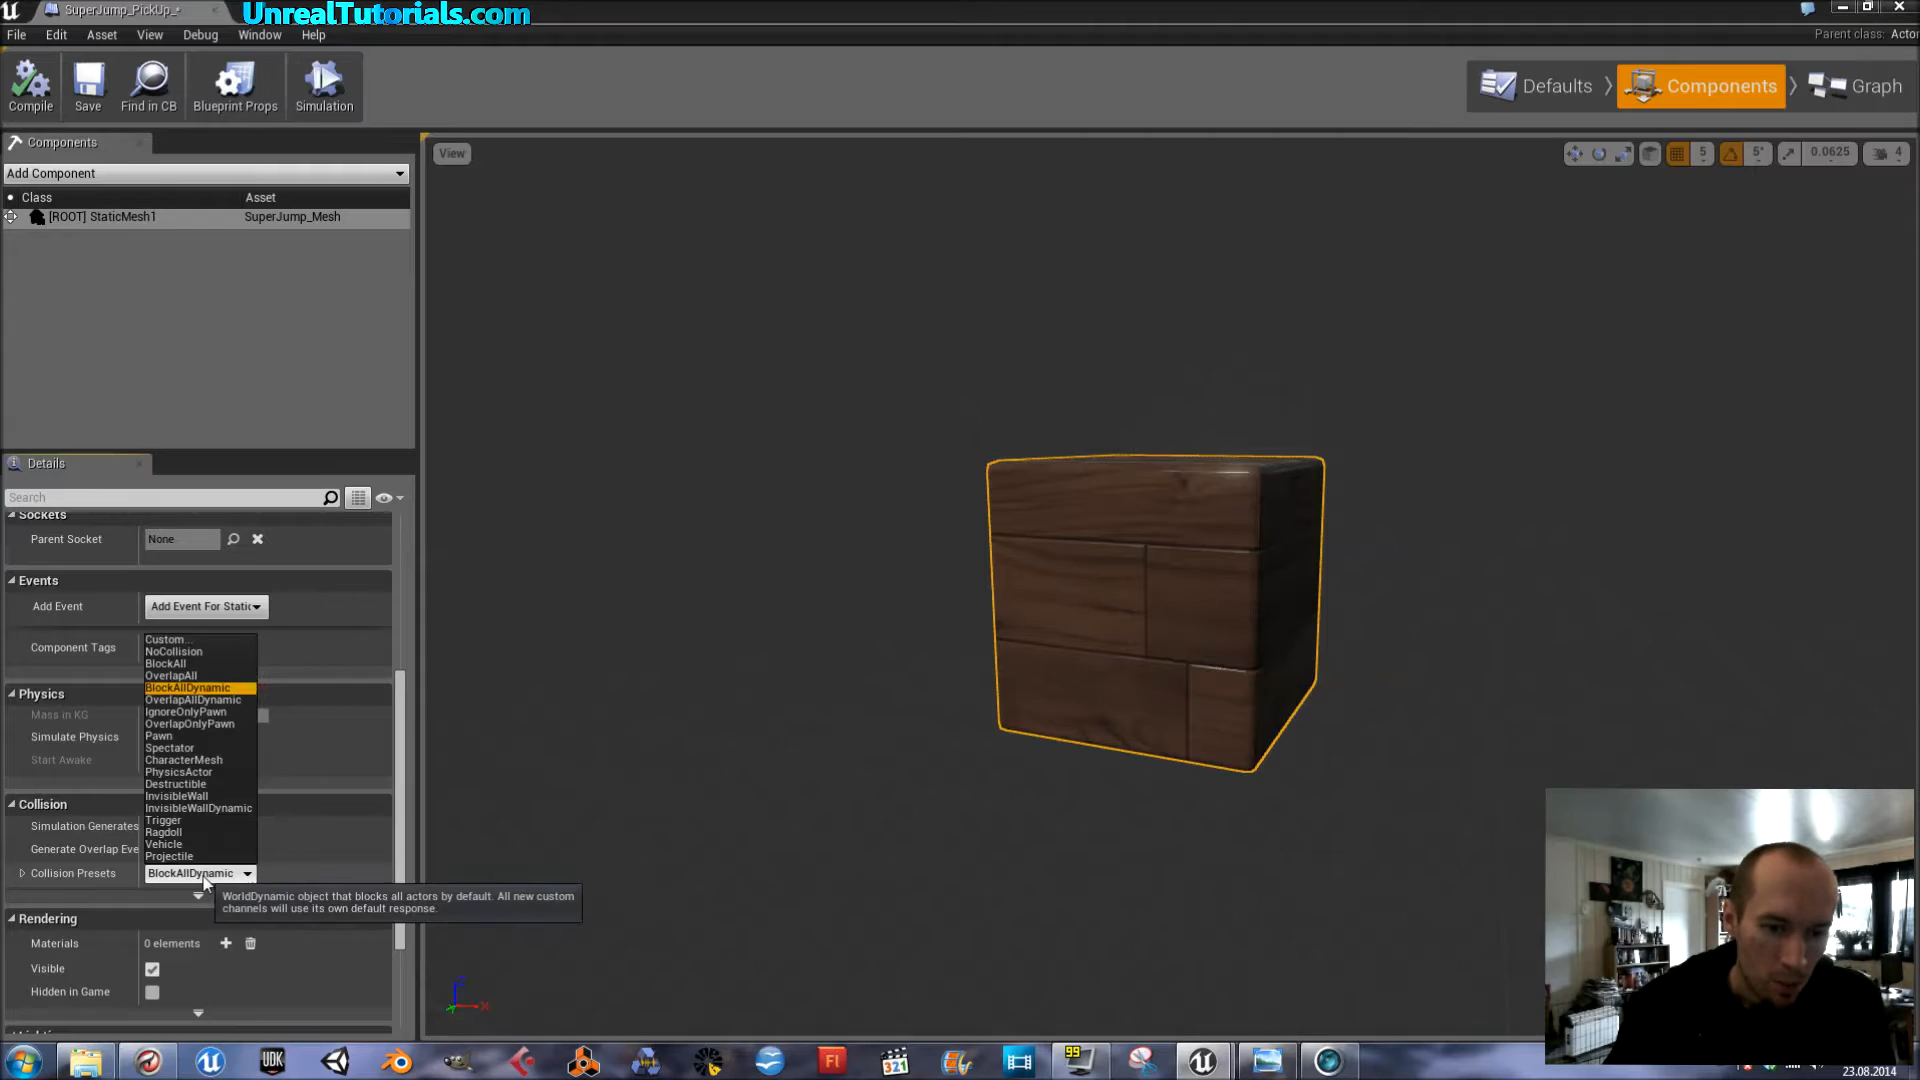 SuperJump_PickUp_*
UnrealTutorials.com
File Edit Asset View Debug Window Help
Parent class: Actor
Compile Save Find in CB Blueprint Props Simulation
Defaults Components Graph
Components
View
5 5° 0.0625 4
Add Component
Class Asset
[ROOT] StaticMesh1 SuperJump_Mesh
Details
Search
Sockets
Parent Socket None
Events
Add Event Add Event For Static
Component Tags
Custom...
NoCollision
BlockAll
OverlapAll
BlockAllDynamic
OverlapAllDynamic
IgnoreOnlyPawn
OverlapOnlyPawn
Pawn
Spectator
CharacterMesh
PhysicsActor
Destructible
InvisibleWall
InvisibleWallDynamic
Trigger
Ragdoll
Vehicle
Projectile
Physics
Mass in KG
Simulate Physics
Start Awake
Collision
Simulation Generates
Generate Overlap Eve
Collision Presets BlockAllDynamic
WorldDynamic object that blocks all actors by default. All new custom
channels will use its own default response.
Rendering
Materials 0 elements
Visible
Hidden in Game
Z
X
UDK
Fl
321
99
23.08.2014